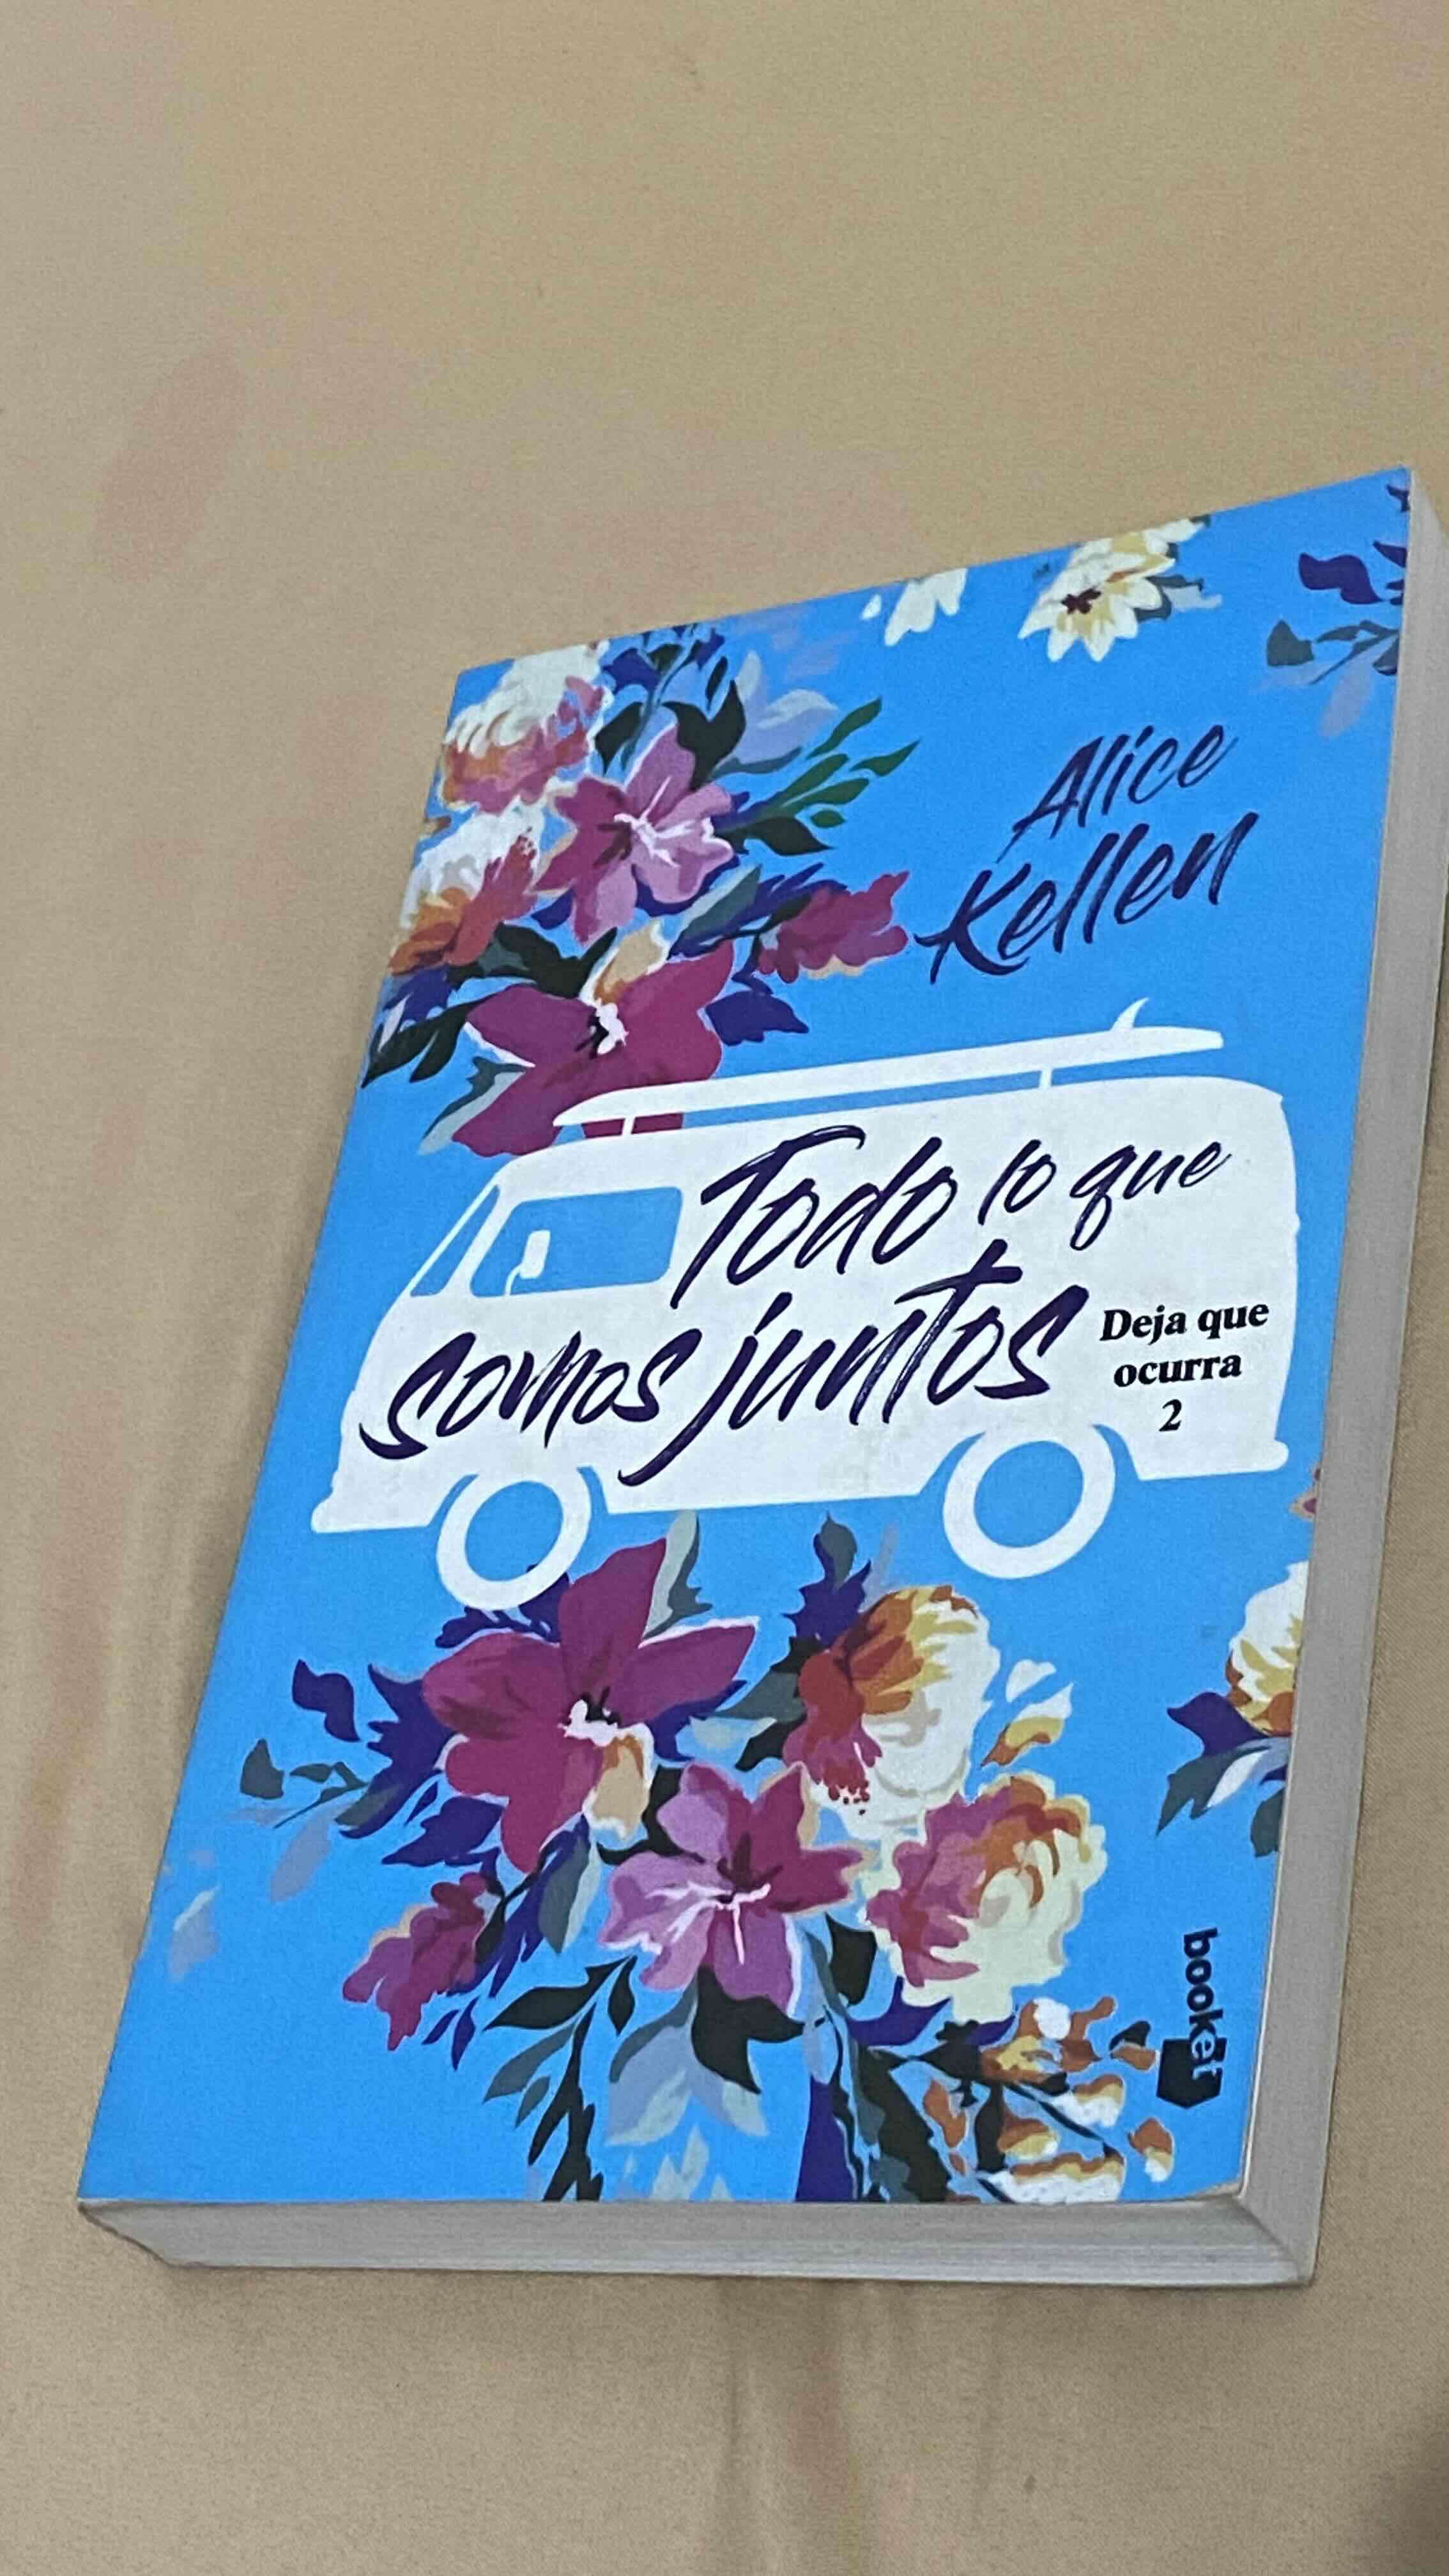 Alice
Kellen
Todo lo que
somos juntos
Deja que
ocurra
2
booket